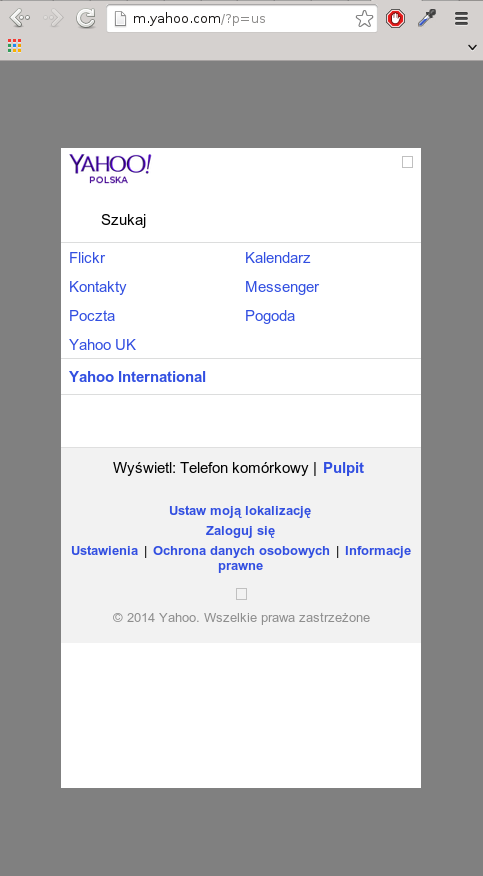 m.yahoo.com/?p=us
YAHOO!
POLSKA
Szukaj
Flickr Kalendarz
Kontakty Messenger
Poczta Pogoda
Yahoo UK
Yahoo International
Wyświetl: Telefon komórkowy | Pulpit
Ustaw moją lokalizację
Zaloguj się
Ustawienia | Ochrona danych osobowych | Informacje
prawne
© 2014 Yahoo. Wszelkie prawa zastrzeżone